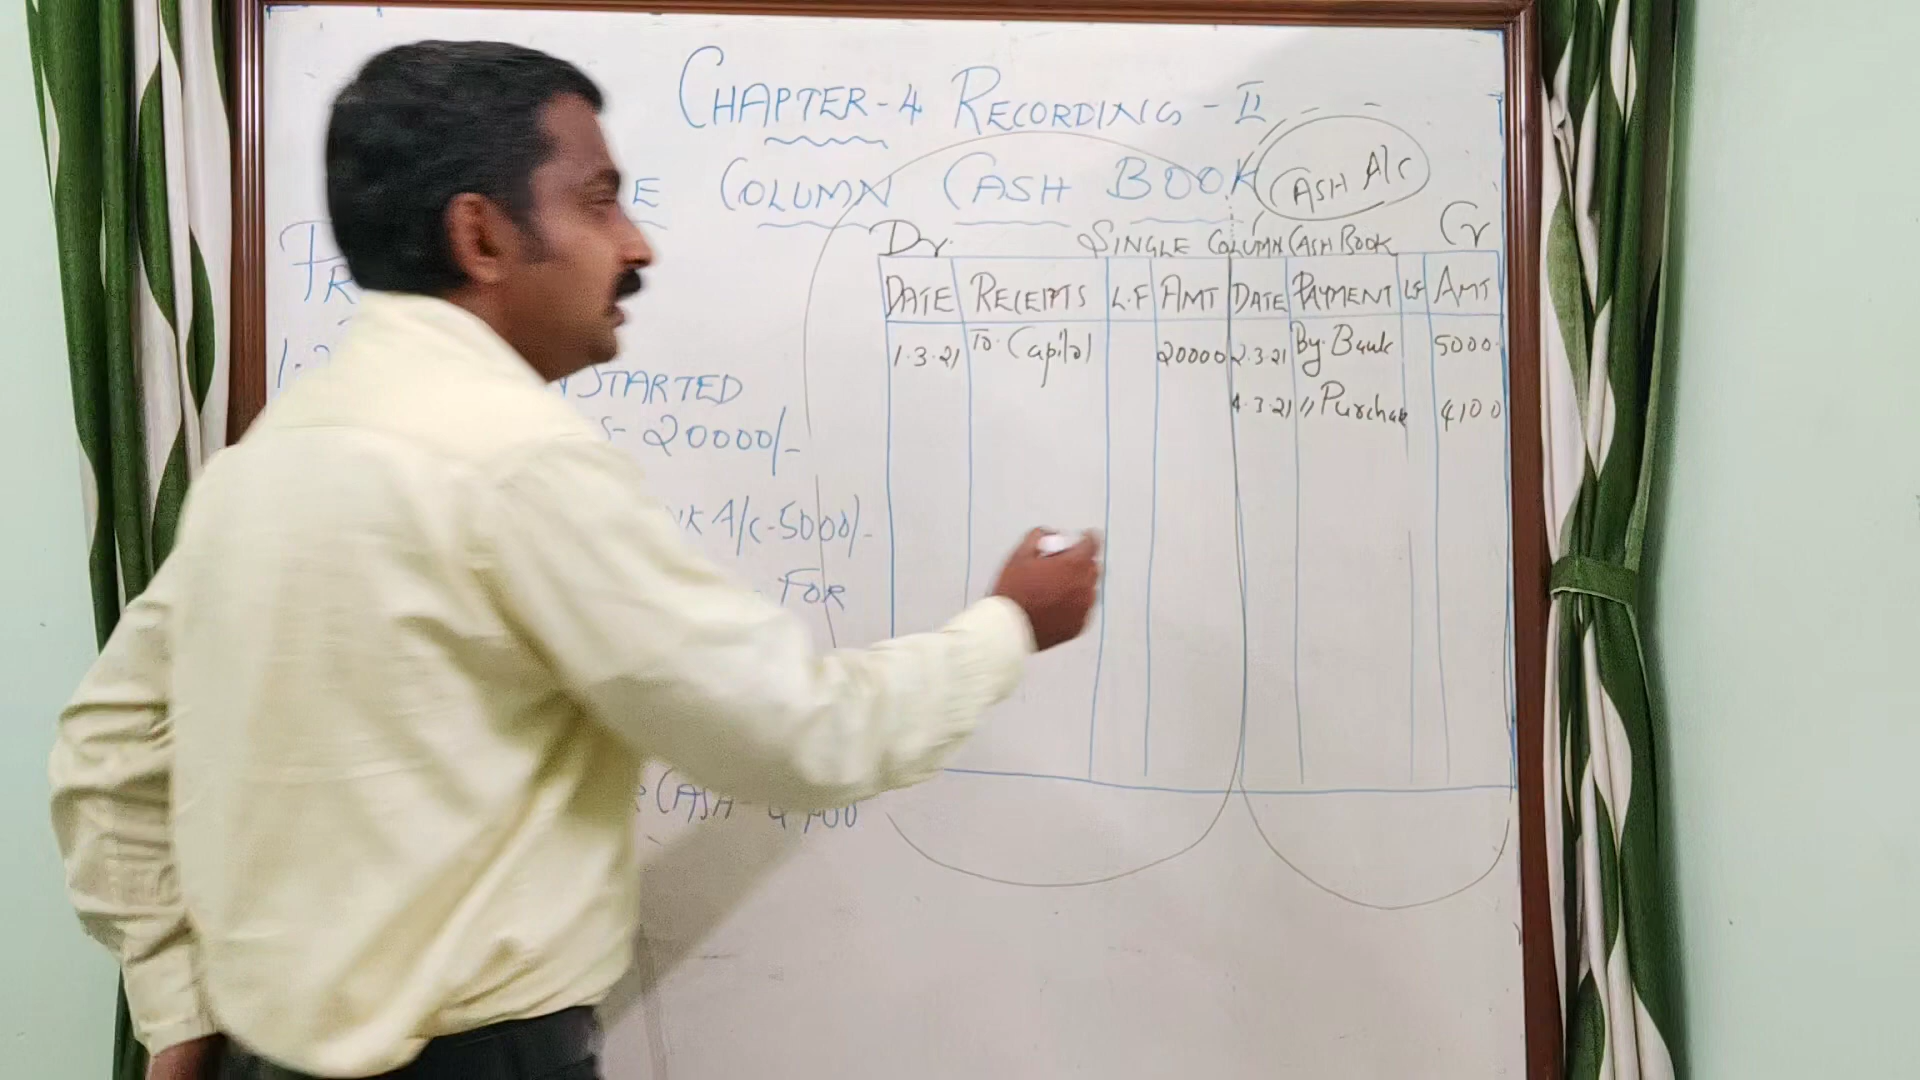 CHAPTER-4 RECORDING - II
COLUMN CASH BOOK
CASH A/C
Dr. SINGLE COLUMN CASH BOOK Cr
DATE RECEIPTS L.F AMT DATE PAYMENT LF AMT
1.3.21 To Capital 20000 2.3.21 By Bank 5000
4.3.21 " Purchase 4100
STARTED
20000/-
A/C-5000/-
FOR
CASH